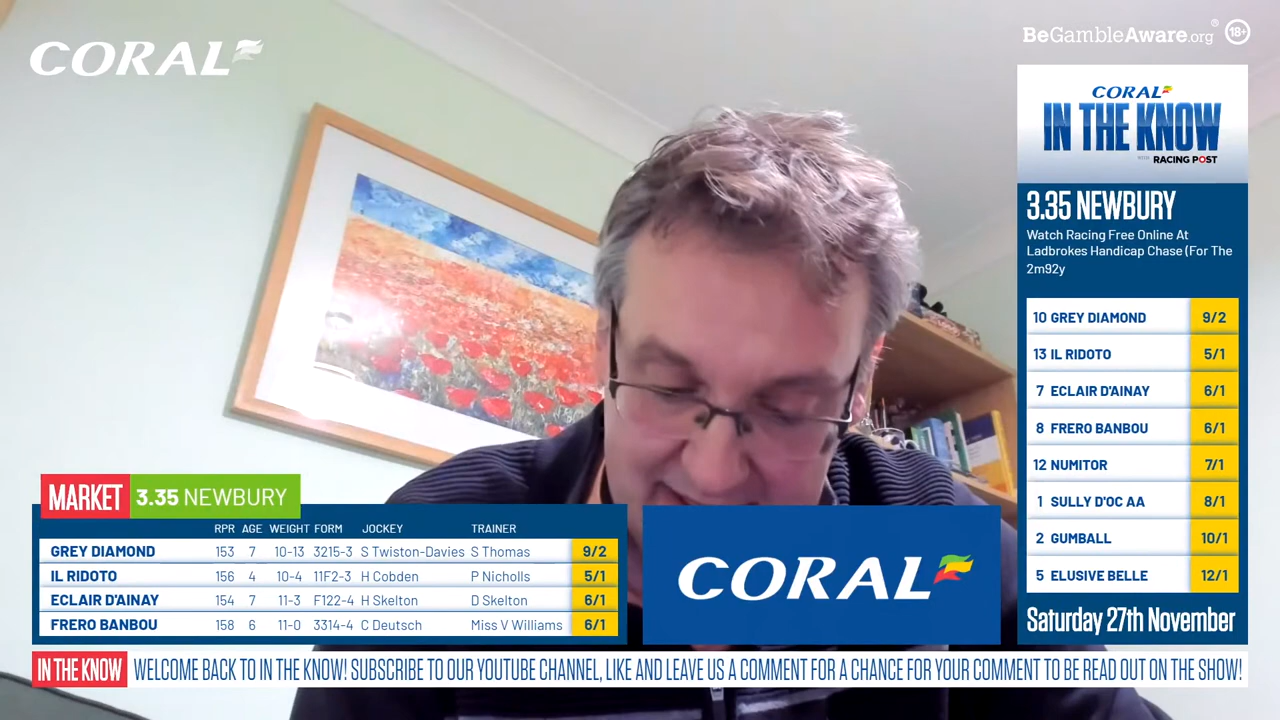 CORAL
BeGambleAware.org® 18+
CORAL
IN THE KNOW
WITH RACING POST
3.35 NEWBURY
Watch Racing Free Online At
Ladbrokes Handicap Chase (For The
2m92y
10 GREY DIAMOND 9/2
13 IL RIDOTO 5/1
7 ECLAIR D'AINAY 6/1
8 FRERO BANBOU 6/1
12 NUMITOR 7/1
1 SULLY D'OC AA 8/1
2 GUMBALL 10/1
5 ELUSIVE BELLE 12/1
Saturday 27th November
MARKET 3.35 NEWBURY
RPR AGE WEIGHT FORM JOCKEY TRAINER
GREY DIAMOND 153 7 10-13 3215-3 S Twiston-Davies S Thomas 9/2
IL RIDOTO 156 4 10-4 11F2-3 H Cobden P Nicholls 5/1
ECLAIR D'AINAY 154 7 11-3 F122-4 H Skelton D Skelton 6/1
FRERO BANBOU 158 6 11-0 3314-4 C Deutsch Miss V Williams 6/1
CORAL
IN THE KNOW WELCOME BACK TO IN THE KNOW! SUBSCRIBE TO OUR YOUTUBE CHANNEL, LIKE AND LEAVE US A COMMENT FOR A CHANCE FOR YOUR COMMENT TO BE READ OUT ON THE SHOW!